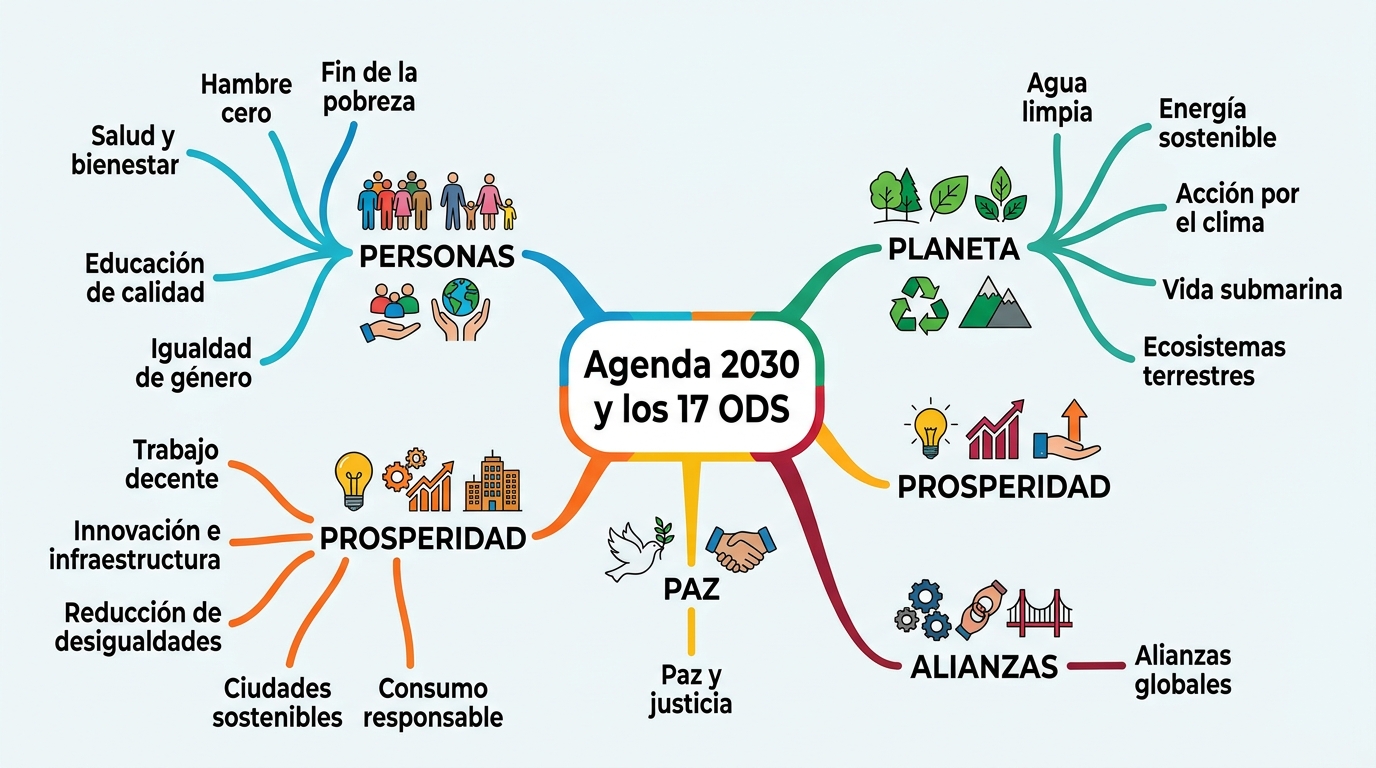 Agenda 2030
y los 17 ODS
PERSONAS
Fin de la
pobreza
Hambre
cero
Salud y
bienestar
Educación
de calidad
Igualdad
de género
PLANETA
Agua
limpia
Energía
sostenible
Acción por
el clima
Vida submarina
Ecosistemas
terrestres
PROSPERIDAD
Trabajo
decente
Innovación e
infraestructura
Reducción de
desigualdades
Ciudades
sostenibles
Consumo
responsable
PAZ
Paz y
justicia
PROSPERIDAD
ALIANZAS
Alianzas
globales